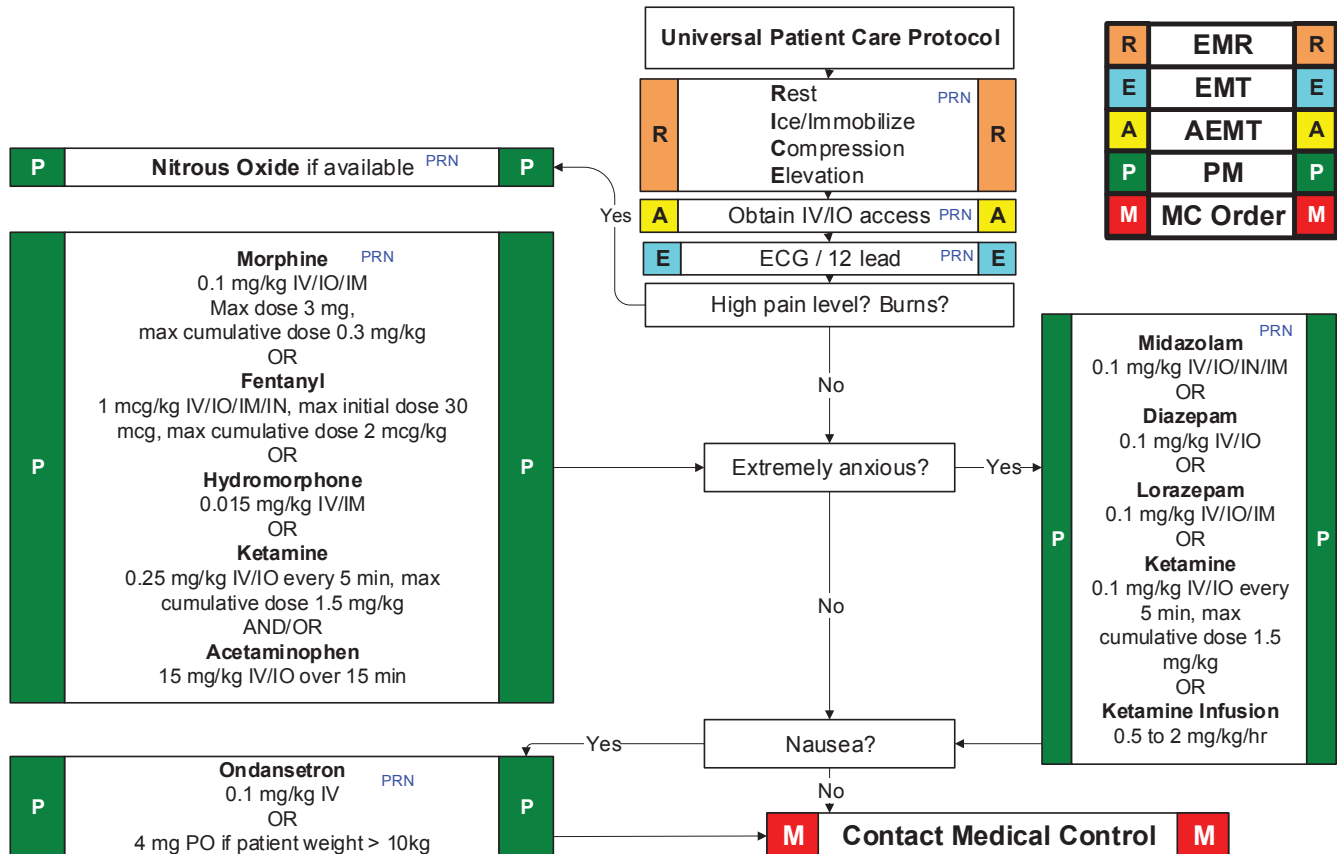 Universal Patient Care Protocol
R
Rest PRN
Ice/Immobilize
Compression
Elevation
R
A
Obtain IV/IO access PRN
A
E
ECG / 12 lead PRN
E
High pain level? Burns?
Yes
No
P
Nitrous Oxide if available PRN
P
P
Morphine PRN
0.1 mg/kg IV/IO/IM
Max dose 3 mg,
max cumulative dose 0.3 mg/kg
OR
Fentanyl
1 mcg/kg IV/IO/IM/IN, max initial dose 30
mcg, max cumulative dose 2 mcg/kg
OR
Hydromorphone
0.015 mg/kg IV/IM
OR
Ketamine
0.25 mg/kg IV/IO every 5 min, max
cumulative dose 1.5 mg/kg
AND/OR
Acetaminophen
15 mg/kg IV/IO over 15 min
P
Extremely anxious?
Yes
No
P
Midazolam PRN
0.1 mg/kg IV/IO/IN/IM
OR
Diazepam
0.1 mg/kg IV/IO
OR
Lorazepam
0.1 mg/kg IV/IO/IM
OR
Ketamine
0.1 mg/kg IV/IO every
5 min, max
cumulative dose 1.5
mg/kg
OR
Ketamine Infusion
0.5 to 2 mg/kg/hr
P
Nausea?
Yes
No
P
Ondansetron PRN
0.1 mg/kg IV
OR
4 mg PO if patient weight > 10kg
P
M
Contact Medical Control
M
R EMR R
E EMT E
A AEMT A
P PM P
M MC Order M